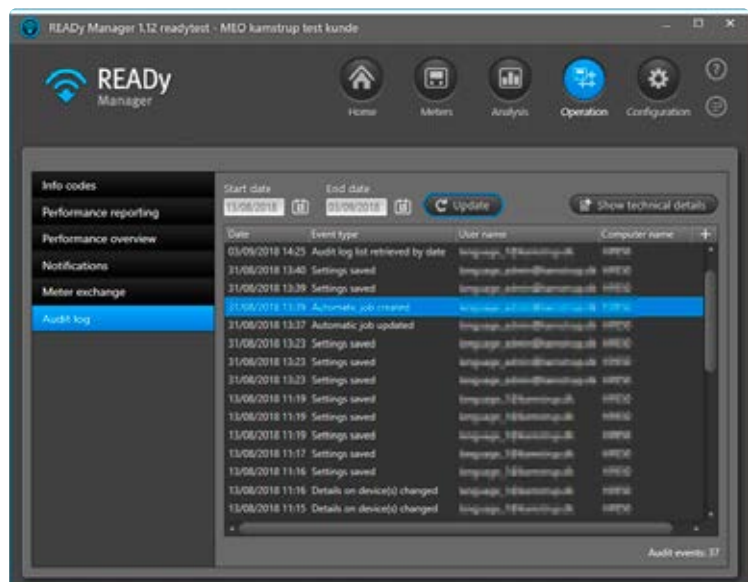 READy Manager 1.12 readytest - MEO kamstrup test kunde
READy
Manager
Home Meters Analysis Operation Configuration
Info codes
Performance reporting
Performance overview
Notifications
Meter exchange
Audit log
Start date End date
13/08/2018 03/09/2018 Update Show technical details
Date Event type User name Computer name +
03/09/2018 14:25 Audit log list retrieved by date
31/08/2018 13:40 Settings saved
31/08/2018 13:39 Settings saved
31/08/2018 13:39 Automatic job created
31/08/2018 13:37 Automatic job updated
31/08/2018 13:23 Settings saved
31/08/2018 13:23 Settings saved
31/08/2018 13:23 Settings saved
13/08/2018 11:19 Settings saved
13/08/2018 11:19 Settings saved
13/08/2018 11:19 Settings saved
13/08/2018 11:17 Settings saved
13/08/2018 11:16 Settings saved
13/08/2018 11:16 Details on device(s) changed
13/08/2018 11:15 Details on device(s) changed
Audit events: 37